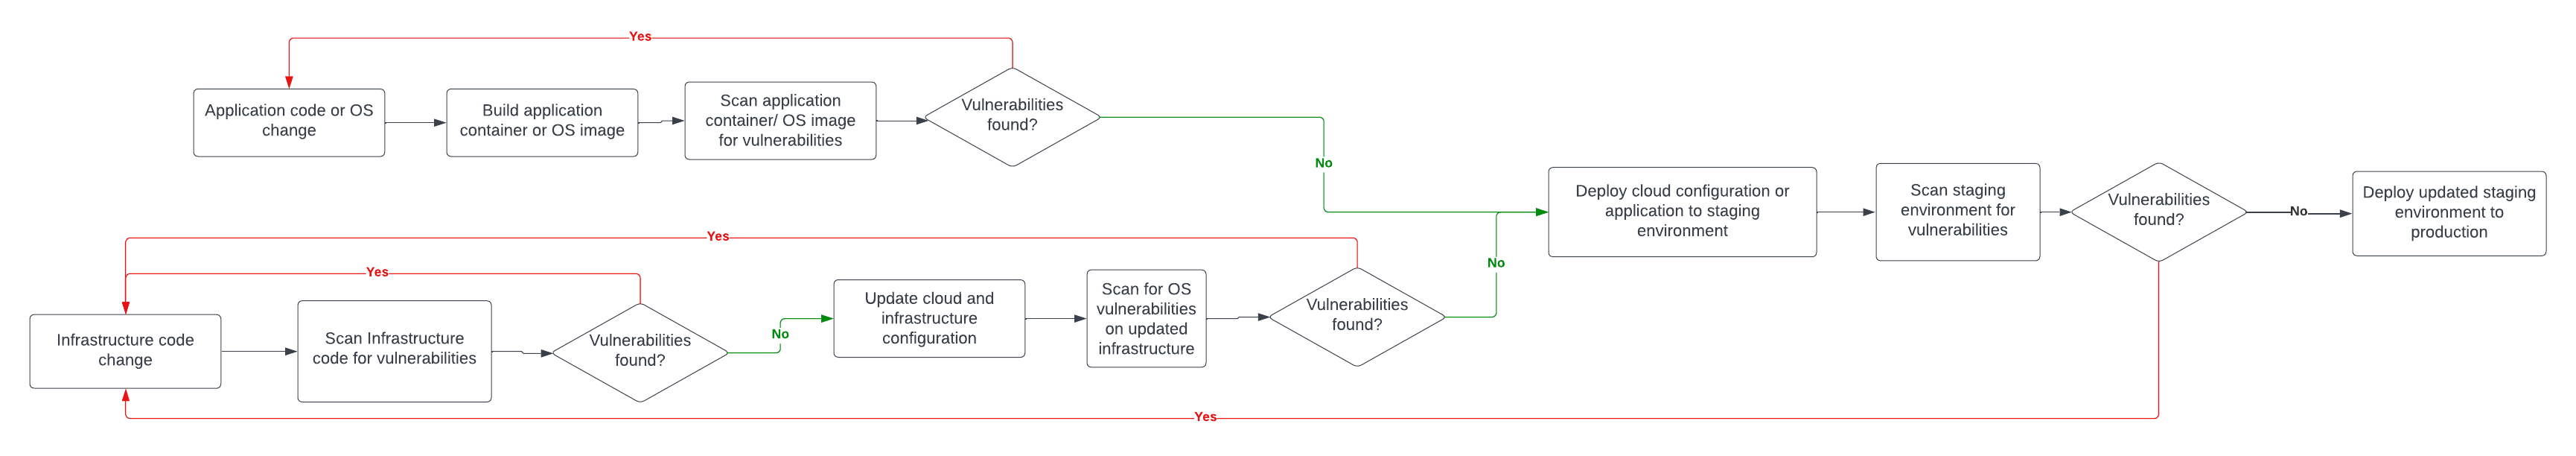 Yes
Application code or OS
change
Build application
container or OS image
Scan application
container/ OS image
for vulnerabilities
Vulnerabilities
found?
No
Deploy cloud configuration or
application to staging
environment
Scan staging
environment for
vulnerabilities
Vulnerabilities
found?
No
Deploy updated staging
environment to
production
Yes
Yes
Infrastructure code
change
Scan Infrastructure
code for vulnerabilities
Vulnerabilities
found?
No
Update cloud and
infrastructure
configuration
Scan for OS
vulnerabilities
on updated
infrastructure
Vulnerabilities
found?
No
Yes